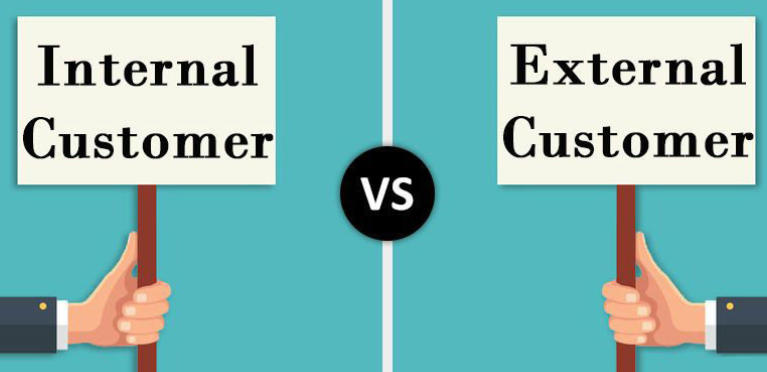 Internal
Customer
VS
External
Customer